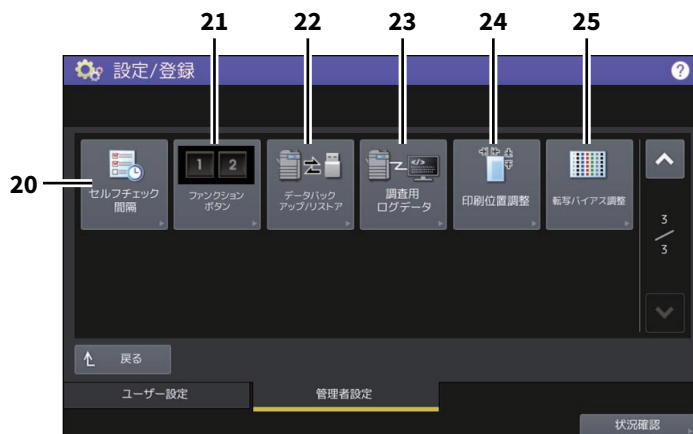 21 22 23 24 25
設定/登録 ?
20
1 2
</>
セルフチェック
間隔
ファンクション
ボタン
データバック
アップ/リストア
調査用
ログデータ
印刷位置調整
転写バイアス調整
3
3
戻る
ユーザー設定 管理者設定
状況確認